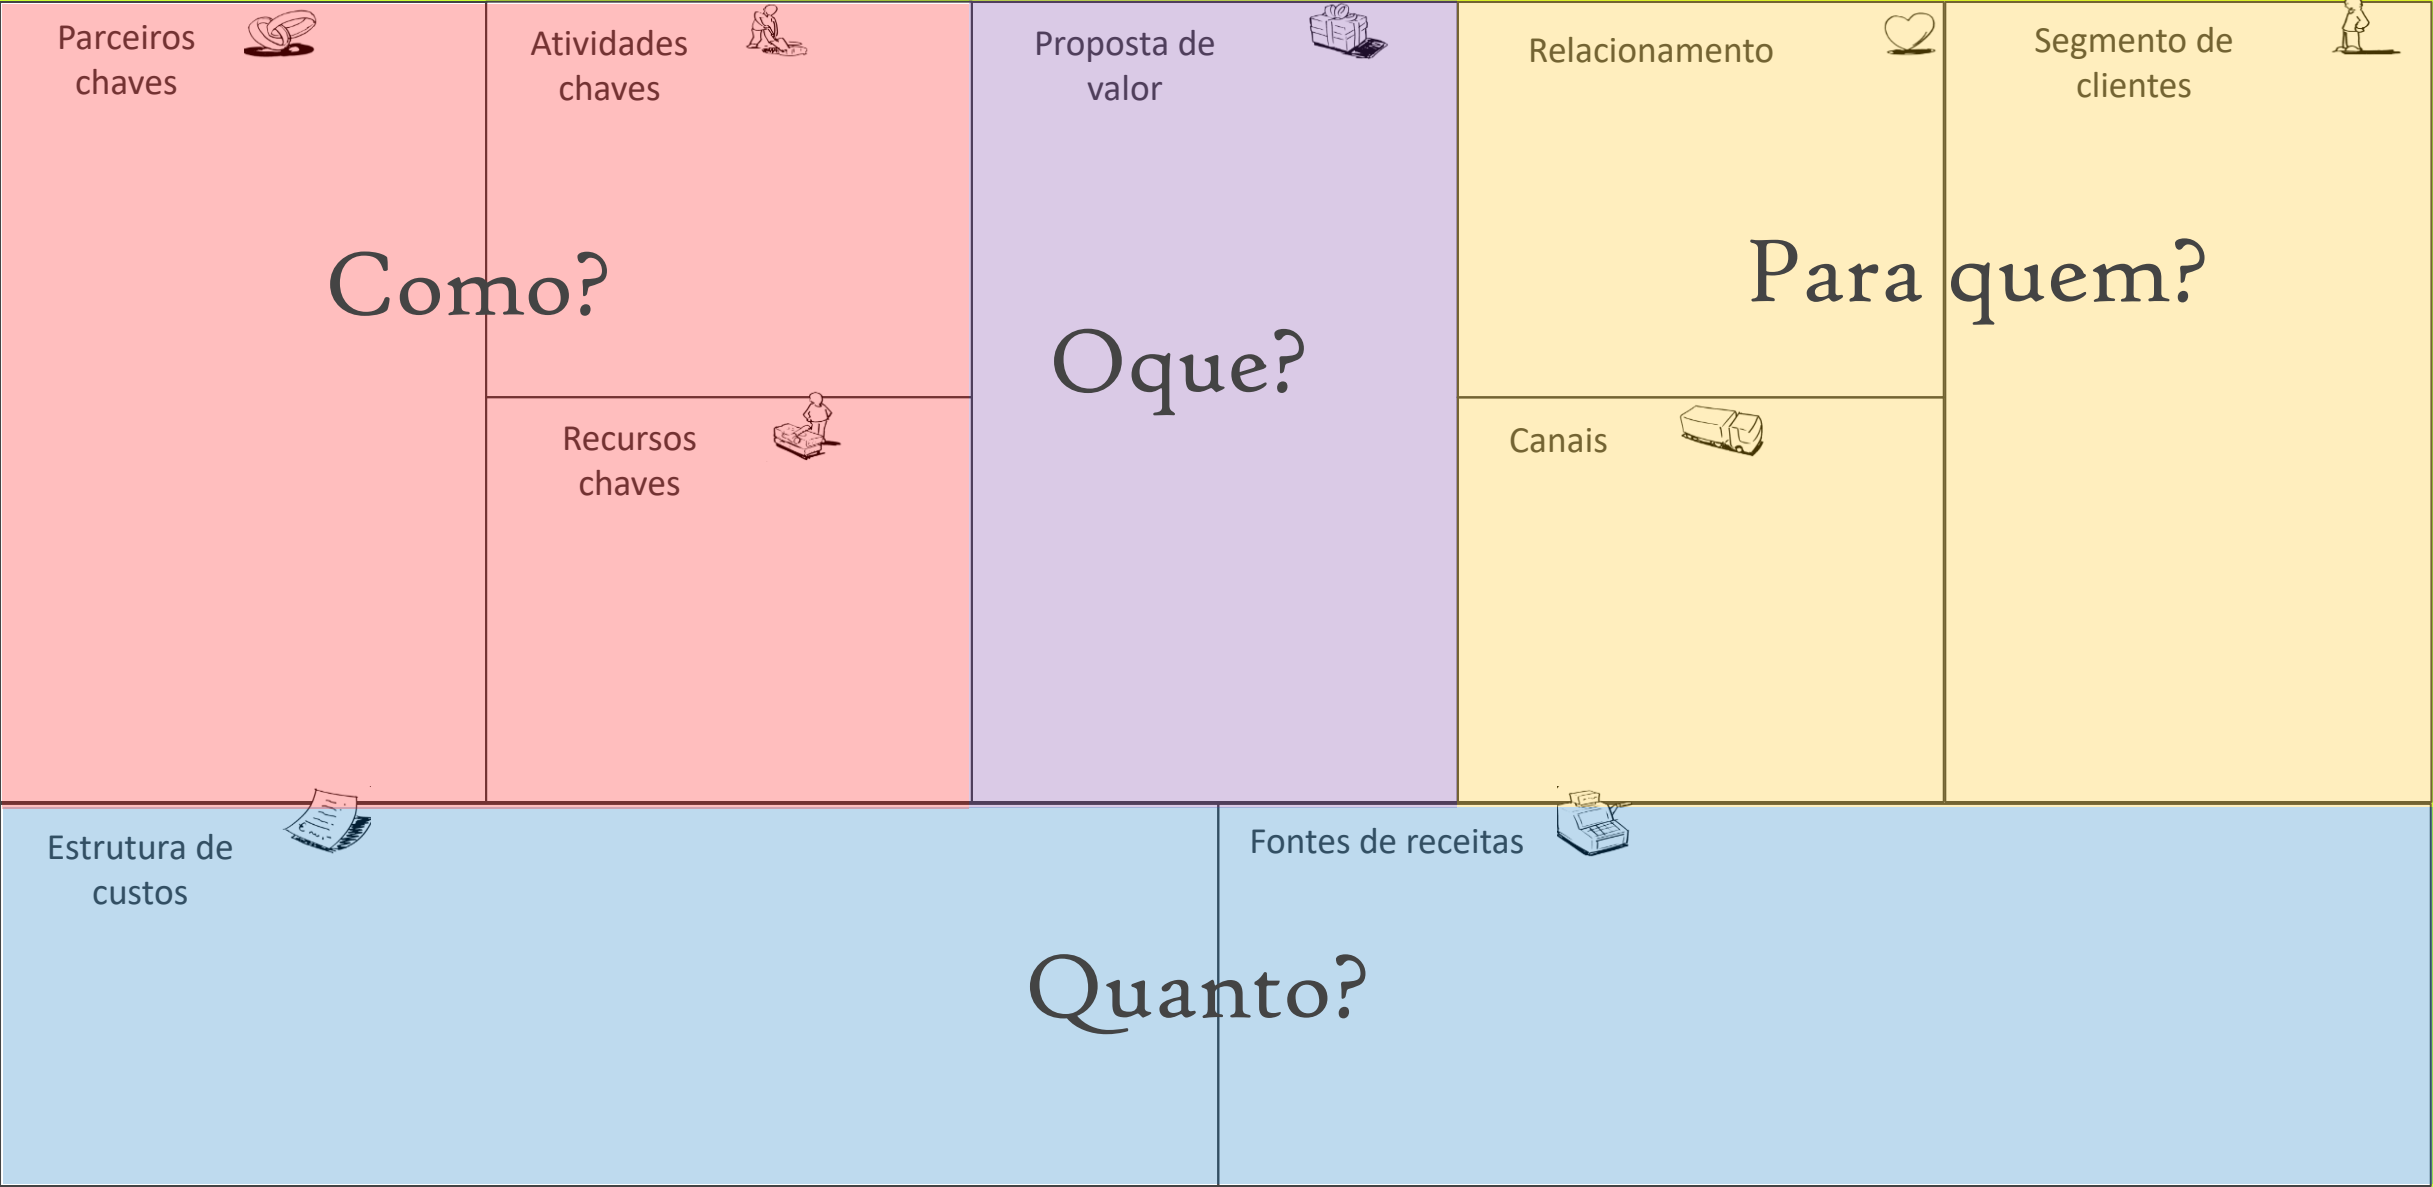 Parceiros
chaves
Atividades
chaves
Proposta de
valor
Relacionamento
Segmento de
clientes
Como?
Oque?
Para quem?
Recursos
chaves
Canais
Estrutura de
custos
Fontes de receitas
Quanto?